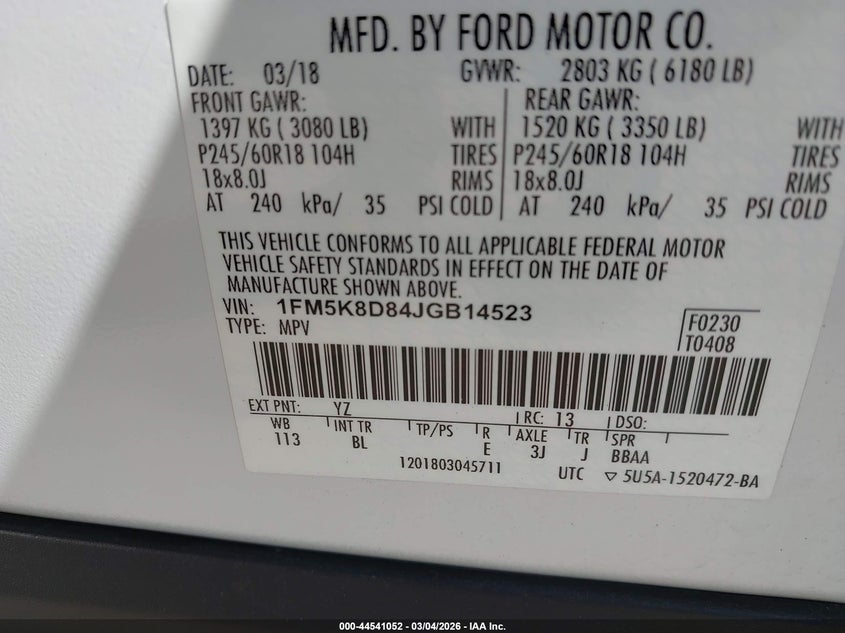 MFD. BY FORD MOTOR CO.
DATE: 03/18 GVWR: 2803 KG ( 6180 LB)
FRONT GAWR: REAR GAWR:
1397 KG ( 3080 LB) WITH 1520 KG ( 3350 LB) WITH
P245/60R18 104H TIRES P245/60R18 104H TIRES
18x8.0J RIMS 18x8.0J RIMS
AT 240 kPa/ 35 PSI COLD AT 240 kPa/ 35 PSI COLD
THIS VEHICLE CONFORMS TO ALL APPLICABLE FEDERAL MOTOR
VEHICLE SAFETY STANDARDS IN EFFECT ON THE DATE OF
MANUFACTURE SHOWN ABOVE.
VIN: 1FM5K8D84JGB14523
TYPE: MPV
F0230
T0408
EXT PNT: YZ RC: 13 DSO:
WB INT TR TP/PS R AXLE TR SPR
113 BL E 3J J BBAA
1201803045711 UTC ▽ 5U5A-1520472-BA
000-44541052 — 03/04/2026 — IAA Inc.